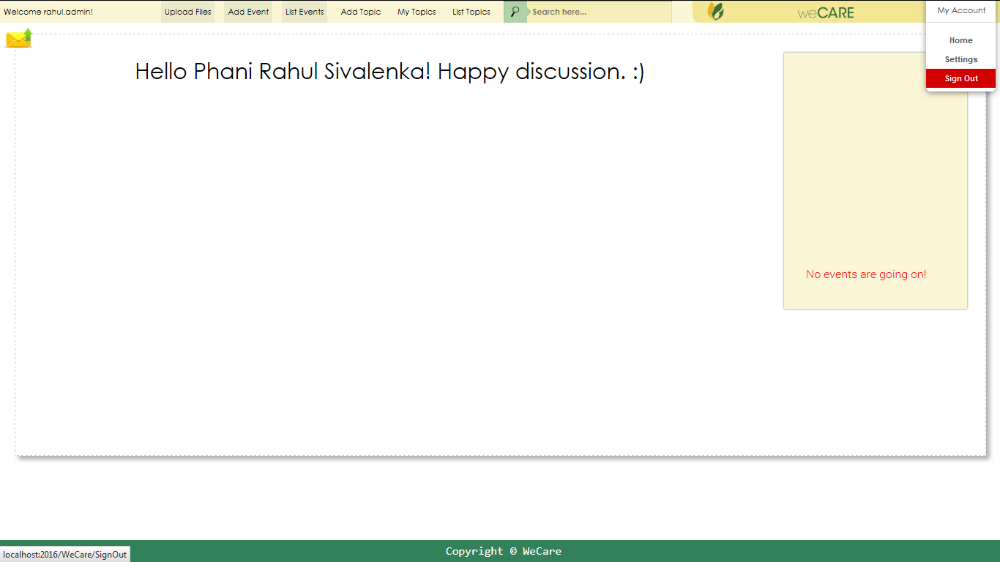 Welcome rahul.admin! Upload Files Add Event List Events Add Topic My Topics List Topics Search here... weCARE My Account
Home
Settings
Sign Out
Hello Phani Rahul Sivalenka! Happy discussion. :)
No events are going on!
Copyright © WeCare
localhost:2016/WeCare/SignOut